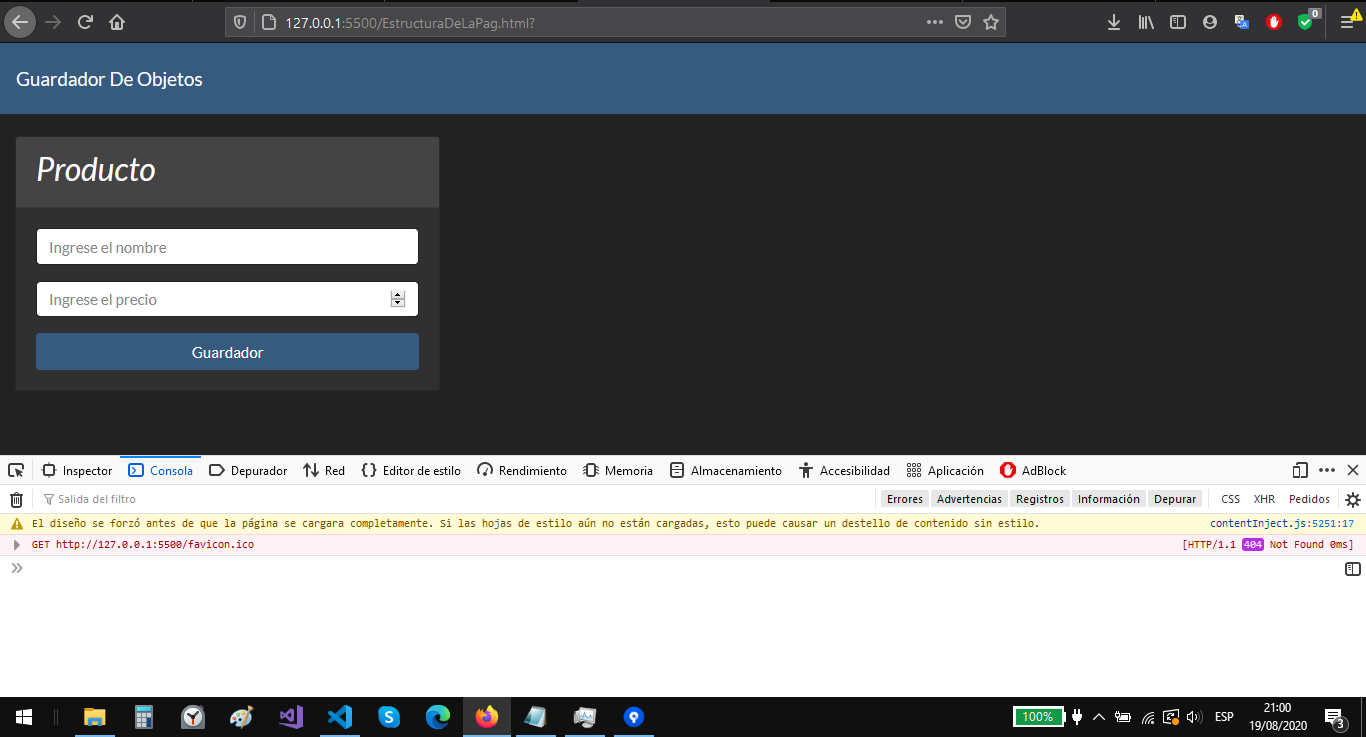 127.0.0.1:5500/EstructuraDeLaPag.html?
0
Guardador De Objetos
Producto
Ingrese el nombre
Ingrese el precio
Guardador
Inspector Consola Depurador Red Editor de estilo Rendimiento Memoria Almacenamiento Accesibilidad Aplicación AdBlock
Salida del filtro Errores Advertencias Registros Información Depurar CSS XHR Pedidos
El diseño se forzó antes de que la página se cargara completamente. Si las hojas de estilo aún no están cargadas, esto puede causar un destello de contenido sin estilo. contentInject.js:5251:17
GET http://127.0.0.1:5500/favicon.ico [HTTP/1.1 404 Not Found 0ms]
100% ESP 21:00
19/08/2020 3